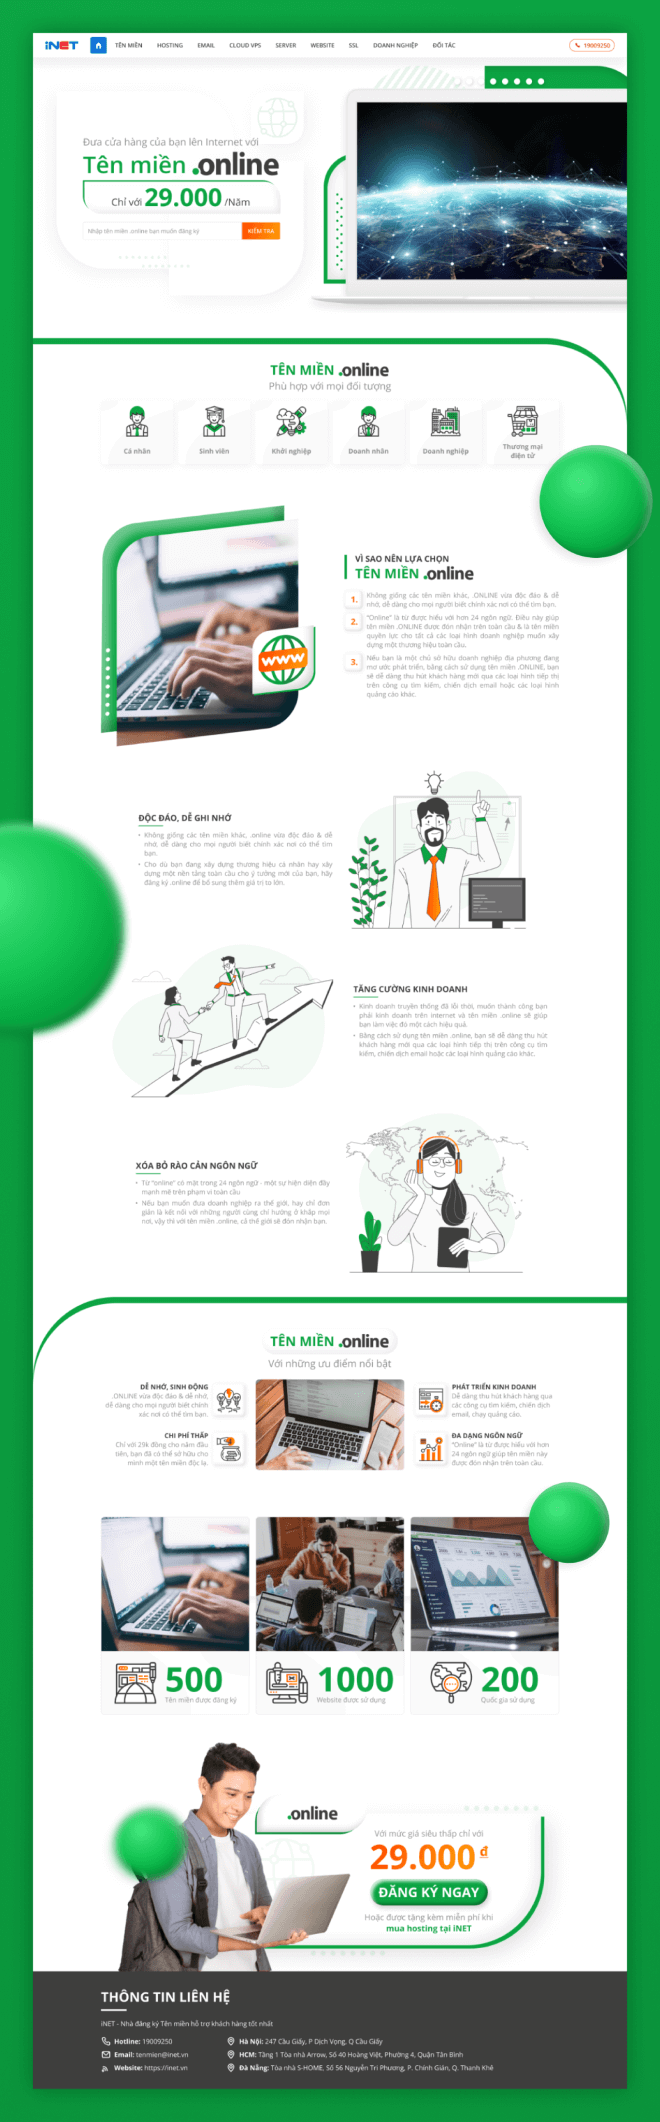 iNET
TÊN MIỀN HOSTING EMAIL CLOUD VPS SERVER WEBSITE SSL DOANH NGHIỆP ĐỐI TÁC 19009250
Đưa cửa hàng của bạn lên Internet với
Tên miền .online
Chỉ với 29.000 /Năm
Nhập tên miền .online bạn muốn đăng ký KIỂM TRA
TÊN MIỀN .online
Phù hợp với mọi đối tượng
Cá nhân Sinh viên Khởi nghiệp Doanh nhân Doanh nghiệp Thương mại
điện tử
VÌ SAO NÊN LỰA CHỌN
TÊN MIỀN .online
1. Không giống các tên miền khác, .ONLINE vừa độc đáo & dễ
nhớ, dễ dàng cho mọi người biết chính xác nơi có thể tìm bạn.
2. "Online" là từ được hiểu với hơn 24 ngôn ngữ. Điều này giúp
tên miền .ONLINE được đón nhận trên toàn cầu & là tên miền
quyền lực cho tất cả các loại hình doanh nghiệp muốn xây
dựng một thương hiệu toàn cầu.
3. Nếu bạn là một chủ sở hữu doanh nghiệp địa phương đang
mơ ước phát triển, bằng cách sử dụng tên miền .ONLINE, bạn
sẽ dễ dàng thu hút khách hàng mới qua các loại hình tiếp thị
trên công cụ tìm kiếm, chiến dịch email hoặc các loại hình
quảng cáo khác.
www
ĐỘC ĐÁO, DỄ GHI NHỚ
• Không giống các tên miền khác, .online vừa độc đáo & dễ
nhớ, dễ dàng cho mọi người biết chính xác nơi có thể tìm
bạn.
• Cho dù bạn đang xây dựng thương hiệu cá nhân hay xây
dựng một nền tảng toàn cầu cho ý tưởng mới của bạn, hãy
đăng ký .online để bổ sung thêm giá trị to lớn.
TĂNG CƯỜNG KINH DOANH
• Kinh doanh truyền thống đã lỗi thời, muốn thành công bạn
phải kinh doanh trên internet và tên miền .online sẽ giúp
bạn làm việc đó một cách hiệu quả.
• Bằng cách sử dụng tên miền .online, bạn sẽ dễ dàng thu hút
khách hàng mới qua các loại hình tiếp thị trên công cụ tìm
kiếm, chiến dịch email hoặc các loại hình quảng cáo khác.
XÓA BỎ RÀO CẢN NGÔN NGỮ
• Từ "online" có mặt trong 24 ngôn ngữ - một sự hiện diện đầy
mạnh mẽ trên phạm vi toàn cầu
• Nếu bạn muốn đưa doanh nghiệp ra thế giới, hay chỉ đơn
giản là kết nối với những người cùng chí hướng ở khắp mọi
nơi, vậy thì với tên miền .online, cả thế giới sẽ đón nhận bạn.
TÊN MIỀN .online
Với những ưu điểm nổi bật
DỄ NHỚ, SINH ĐỘNG
.ONLINE vừa độc đáo & dễ nhớ,
dễ dàng cho mọi người biết chính
xác nơi có thể tìm bạn.
CHI PHÍ THẤP
Chỉ với 29k đồng cho năm đầu
tiên, bạn đã có thể sở hữu cho
mình một tên miền độc lạ.
PHÁT TRIỂN KINH DOANH
Dễ dàng thu hút khách hàng qua
các công cụ tìm kiếm, chiến dịch
email, chạy quảng cáo.
ĐA DẠNG NGÔN NGỮ
"Online" là từ được hiểu với hơn
24 ngôn ngữ giúp tên miền này
được đón nhận trên toàn cầu.
500
Tên miền được đăng ký
1000
Website được sử dụng
200
Quốc gia sử dụng
.online
Với mức giá siêu thấp chỉ với
29.000 đ
ĐĂNG KÝ NGAY
Hoặc được tặng kèm miễn phí khi
mua hosting tại iNET
THÔNG TIN LIÊN HỆ
iNET - Nhà đăng ký Tên miền hỗ trợ khách hàng tốt nhất
Hotline: 19009250
Email: tenmien@inet.vn
Website: https://inet.vn
Hà Nội: 247 Cầu Giấy, P Dịch Vọng, Q Cầu Giấy
HCM: Tầng 1 Tòa nhà Arrow, Số 40 Hoàng Việt, Phường 4, Quận Tân Bình
Đà Nẵng: Tòa nhà S-HOME, Số 56 Nguyễn Tri Phương, P. Chính Gián, Q. Thanh Khê